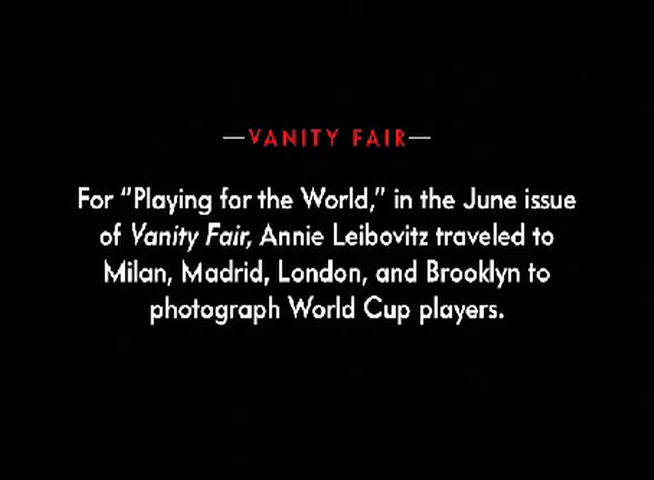 —VANITY FAIR—
For “Playing for the World,” in the June issue
of Vanity Fair, Annie Leibovitz traveled to
Milan, Madrid, London, and Brooklyn to
photograph World Cup players.